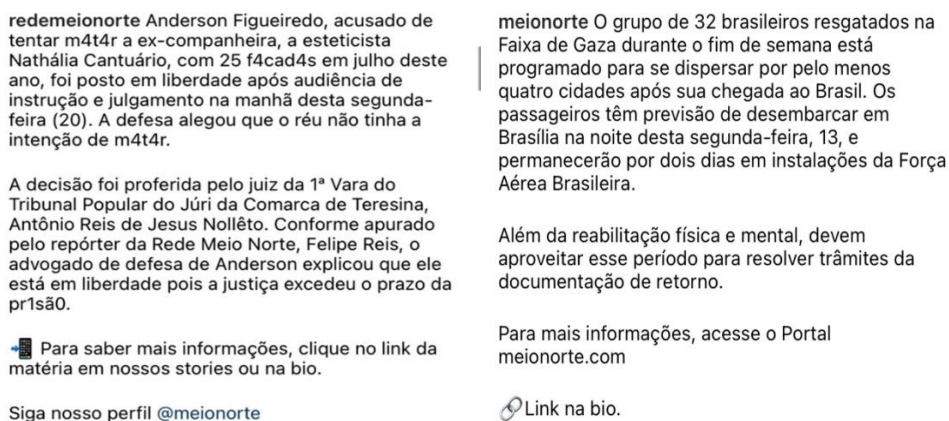 redemeionorte Anderson Figueiredo, acusado de
tentar m4t4r a ex-companheira, a esteticista
Nathália Cantuário, com 25 f4cad4s em julho deste
ano, foi posto em liberdade após audiência de
instrução e julgamento na manhã desta segunda-
feira (20). A defesa alegou que o réu não tinha a
intenção de m4t4r.
A decisão foi proferida pelo juiz da 1ª Vara do
Tribunal Popular do Júri da Comarca de Teresina,
Antônio Reis de Jesus Nollêto. Conforme apurado
pelo repórter da Rede Meio Norte, Felipe Reis, o
advogado de defesa de Anderson explicou que ele
está em liberdade pois a justiça excedeu o prazo da
pr1sã0.
📲 Para saber mais informações, clique no link da
matéria em nossos stories ou na bio.
Siga nosso perfil @meionorte
meionorte O grupo de 32 brasileiros resgatados na
Faixa de Gaza durante o fim de semana está
programado para se dispersar por pelo menos
quatro cidades após sua chegada ao Brasil. Os
passageiros têm previsão de desembarcar em
Brasília na noite desta segunda-feira, 13, e
permanecerão por dois dias em instalações da Força
Aérea Brasileira.
Além da reabilitação física e mental, devem
aproveitar esse período para resolver trâmites da
documentação de retorno.
Para mais informações, acesse o Portal
meionorte.com
🔗Link na bio.